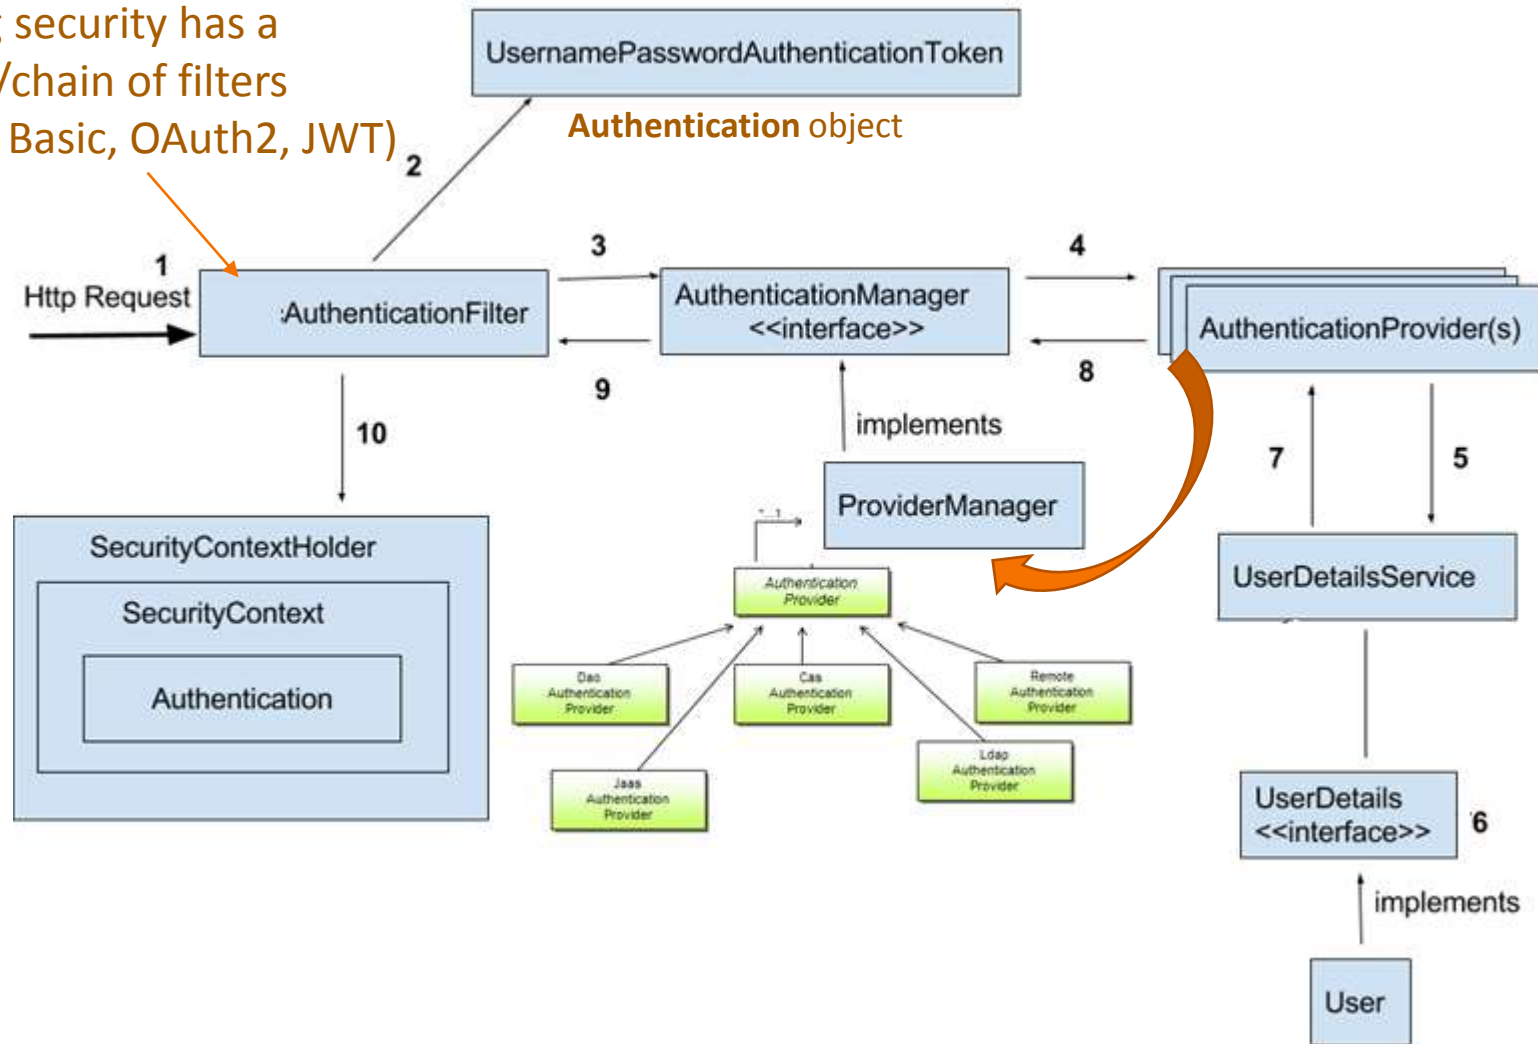 g security has a
/chain of filters
Basic, OAuth2, JWT)
UsernamePasswordAuthenticationToken
Authentication object
2
1
Http Request
:AuthenticationFilter
3
9
AuthenticationManager
<<interface>>
4
8
AuthenticationProvider(s)
10
implements
7
5
ProviderManager
*..1
SecurityContextHolder
SecurityContext
Authentication
Authentication
Provider
UserDetailsService
Dao
Authentication
Provider
Cas
Authentication
Provider
Remote
Authentication
Provider
Jaas
Authentication
Provider
Ldap
Authentication
Provider
UserDetails
<<interface>>
6
implements
User